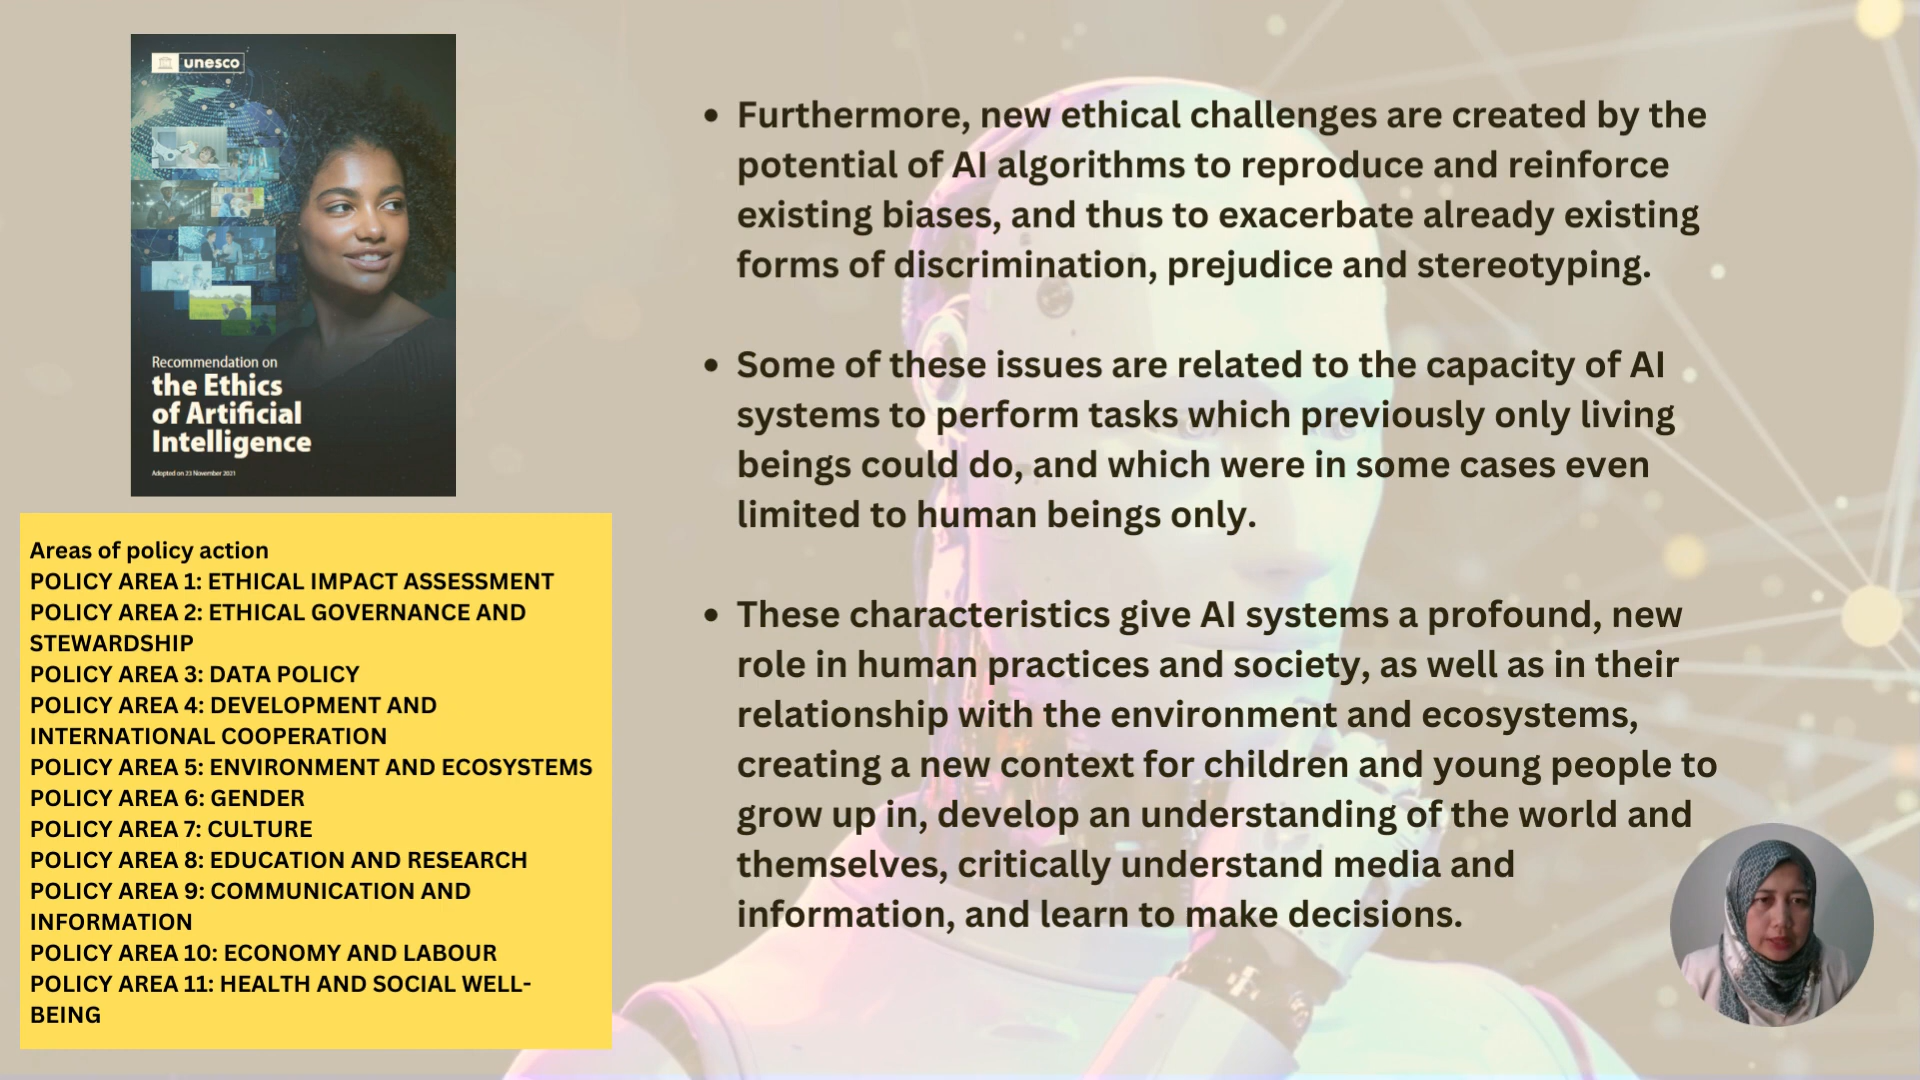 unesco
Recommendation on
the Ethics
of Artificial
Intelligence
Adopted on 23 November 2021
Areas of policy action
POLICY AREA 1: ETHICAL IMPACT ASSESSMENT
POLICY AREA 2: ETHICAL GOVERNANCE AND
STEWARDSHIP
POLICY AREA 3: DATA POLICY
POLICY AREA 4: DEVELOPMENT AND
INTERNATIONAL COOPERATION
POLICY AREA 5: ENVIRONMENT AND ECOSYSTEMS
POLICY AREA 6: GENDER
POLICY AREA 7: CULTURE
POLICY AREA 8: EDUCATION AND RESEARCH
POLICY AREA 9: COMMUNICATION AND
INFORMATION
POLICY AREA 10: ECONOMY AND LABOUR
POLICY AREA 11: HEALTH AND SOCIAL WELL-
BEING
• Furthermore, new ethical challenges are created by the
potential of AI algorithms to reproduce and reinforce
existing biases, and thus to exacerbate already existing
forms of discrimination, prejudice and stereotyping.
• Some of these issues are related to the capacity of AI
systems to perform tasks which previously only living
beings could do, and which were in some cases even
limited to human beings only.
• These characteristics give AI systems a profound, new
role in human practices and society, as well as in their
relationship with the environment and ecosystems,
creating a new context for children and young people to
grow up in, develop an understanding of the world and
themselves, critically understand media and
information, and learn to make decisions.